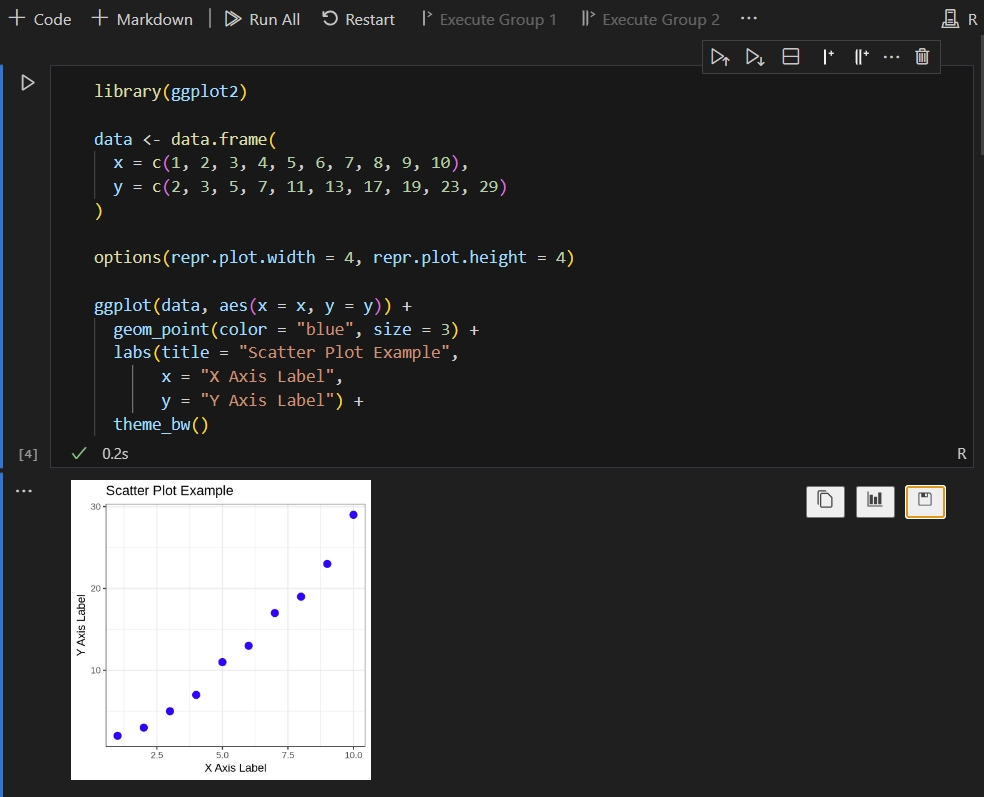 + Code + Markdown Run All Restart Execute Group 1 Execute Group 2 ... R
library(ggplot2)
data <- data.frame(
x = c(1, 2, 3, 4, 5, 6, 7, 8, 9, 10),
y = c(2, 3, 5, 7, 11, 13, 17, 19, 23, 29)
)
options(repr.plot.width = 4, repr.plot.height = 4)
ggplot(data, aes(x = x, y = y)) +
geom_point(color = "blue", size = 3) +
labs(title = "Scatter Plot Example",
x = "X Axis Label",
y = "Y Axis Label") +
theme_bw()
[4] 0.2s R
Scatter Plot Example
30
20
10
Y Axis Label
2.5 5.0 7.5 10.0
X Axis Label